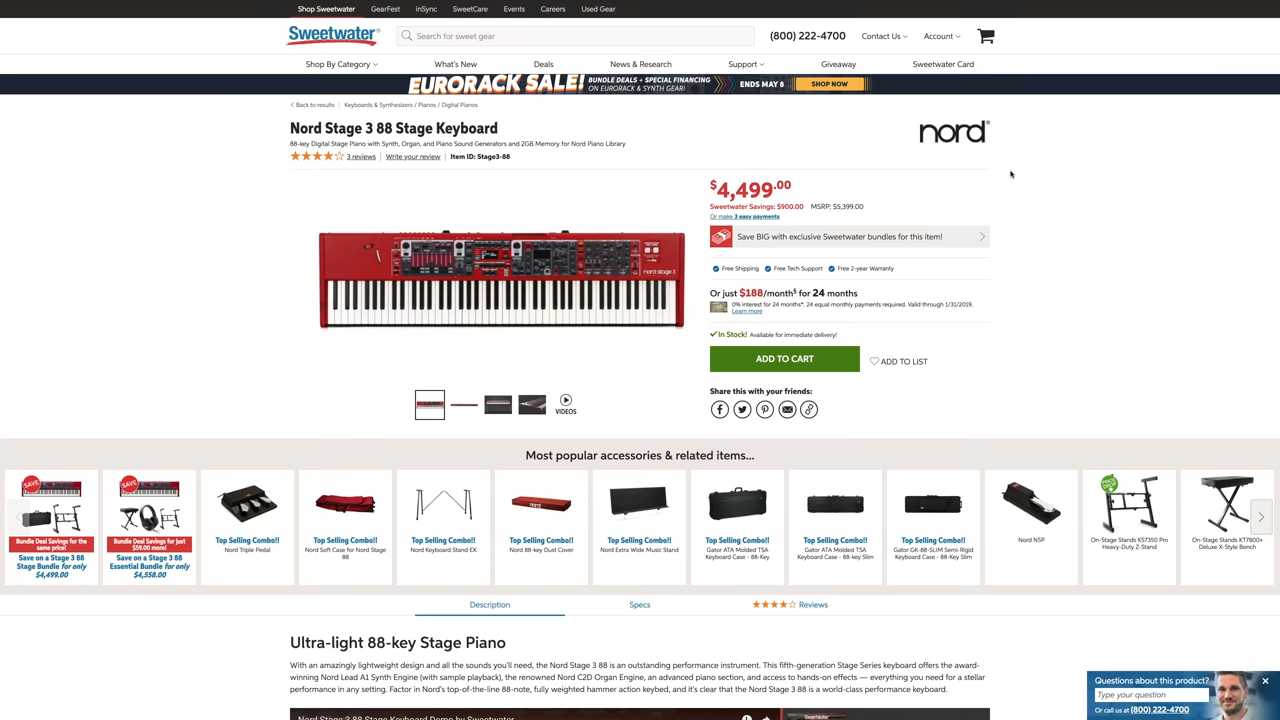 Shop Sweetwater GearFest inSync SweetCare Events Careers Used Gear
Sweetwater® Search for sweet gear (800) 222-4700 Contact Us Account
Shop By Category What's New Deals News & Research Support Giveaway Sweetwater Card
EURORACK SALE! BUNDLE DEALS + SPECIAL FINANCING ON EURORACK & SYNTH GEAR! ENDS MAY 8 SHOP NOW
Back to results | Keyboards & Synthesizers / Pianos / Digital Pianos
Nord Stage 3 88 Stage Keyboard
nord®
88-key Digital Stage Piano with Synth, Organ, and Piano Sound Generators and 2GB Memory for Nord Piano Library
3 reviews | Write your review | Item ID: Stage3-88
$4,499.00
Sweetwater Savings: $900.00 MSRP: $5,399.00
Or make 3 easy payments
Save BIG with exclusive Sweetwater bundles for this item!
Free Shipping Free Tech Support Free 2-year Warranty
nord stage 3
Or just $188/month§ for 24 months
0% interest for 24 months*. 24 equal monthly payments required. Valid through 1/31/2019.
Learn more
In Stock! Available for immediate delivery!
ADD TO CART ADD TO LIST
Share this with your friends:
VIDEOS
Most popular accessories & related items...
SAVE
Bundle Deal Savings for the same price!
Save on a Stage 3 88 Stage Bundle for only $4,499.00
SAVE
Bundle Deal Savings for just $59.00 more!
Save on a Stage 3 88 Essential Bundle for only $4,558.00
Top Selling Combo!!
Nord Triple Pedal
Top Selling Combo!!
Nord Soft Case for Nord Stage 88
Top Selling Combo!!
Nord Keyboard Stand EX
Top Selling Combo!!
Nord 88-key Dust Cover
Top Selling Combo!!
Nord Extra Wide Music Stand
Top Selling Combo!!
Gator ATA Molded TSA Keyboard Case - 88-Key
Top Selling Combo!!
Gator ATA Molded TSA Keyboard Case - 88-key Slim
Top Selling Combo!!
Gator GK-88-SLIM Semi-Rigid Keyboard Case - 88-Key Slim
Nord NSP
On-Stage Stands KS7350 Pro Heavy-Duty Z-Stand
On-Stage Stands KT7800+ Deluxe X-Style Bench
Description Specs Reviews
Ultra-light 88-key Stage Piano
With an amazingly lightweight design and all the sounds you'll need, the Nord Stage 3 88 is an outstanding performance instrument. This fifth-generation Stage Series keyboard offers the award-
winning Nord Lead A1 Synth Engine (with sample playback), the renowned Nord C2D Organ Engine, an advanced piano section, and access to hands-on effects — everything you need for a stellar
performance in any setting. Factor in Nord's top-of-the-line 88-note, fully weighted hammer action keybed, and it's clear that the Nord Stage 3 88 is a world-class performance keyboard.
Nord Stage 3 88 Stage Keyboard Demo by Sweetwater
Questions about this product?
Type your question
Or call us at (800) 222-4700